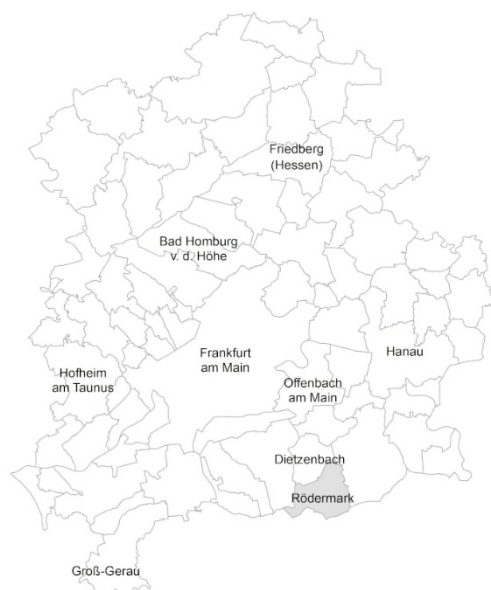 Friedberg
(Hessen)
Bad Homburg
v. d. Höhe
Frankfurt
am Main
Hanau
Hofheim
am Taunus
Offenbach
am Main
Dietzenbach
Rödermark
Groß-Gerau